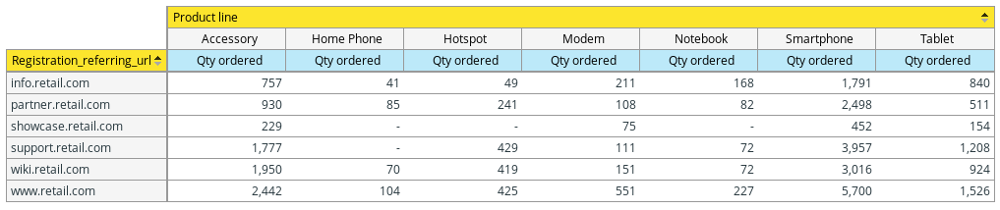 Product line
Accessory Home Phone Hotspot Modem Notebook Smartphone Tablet
Registration_referring_url Qty ordered Qty ordered Qty ordered Qty ordered Qty ordered Qty ordered Qty ordered
info.retail.com 757 41 49 211 168 1,791 840
partner.retail.com 930 85 241 108 82 2,498 511
showcase.retail.com 229 - - 75 - 452 154
support.retail.com 1,777 - 429 111 72 3,957 1,208
wiki.retail.com 1,950 70 419 151 72 3,016 924
www.retail.com 2,442 104 425 551 227 5,700 1,526